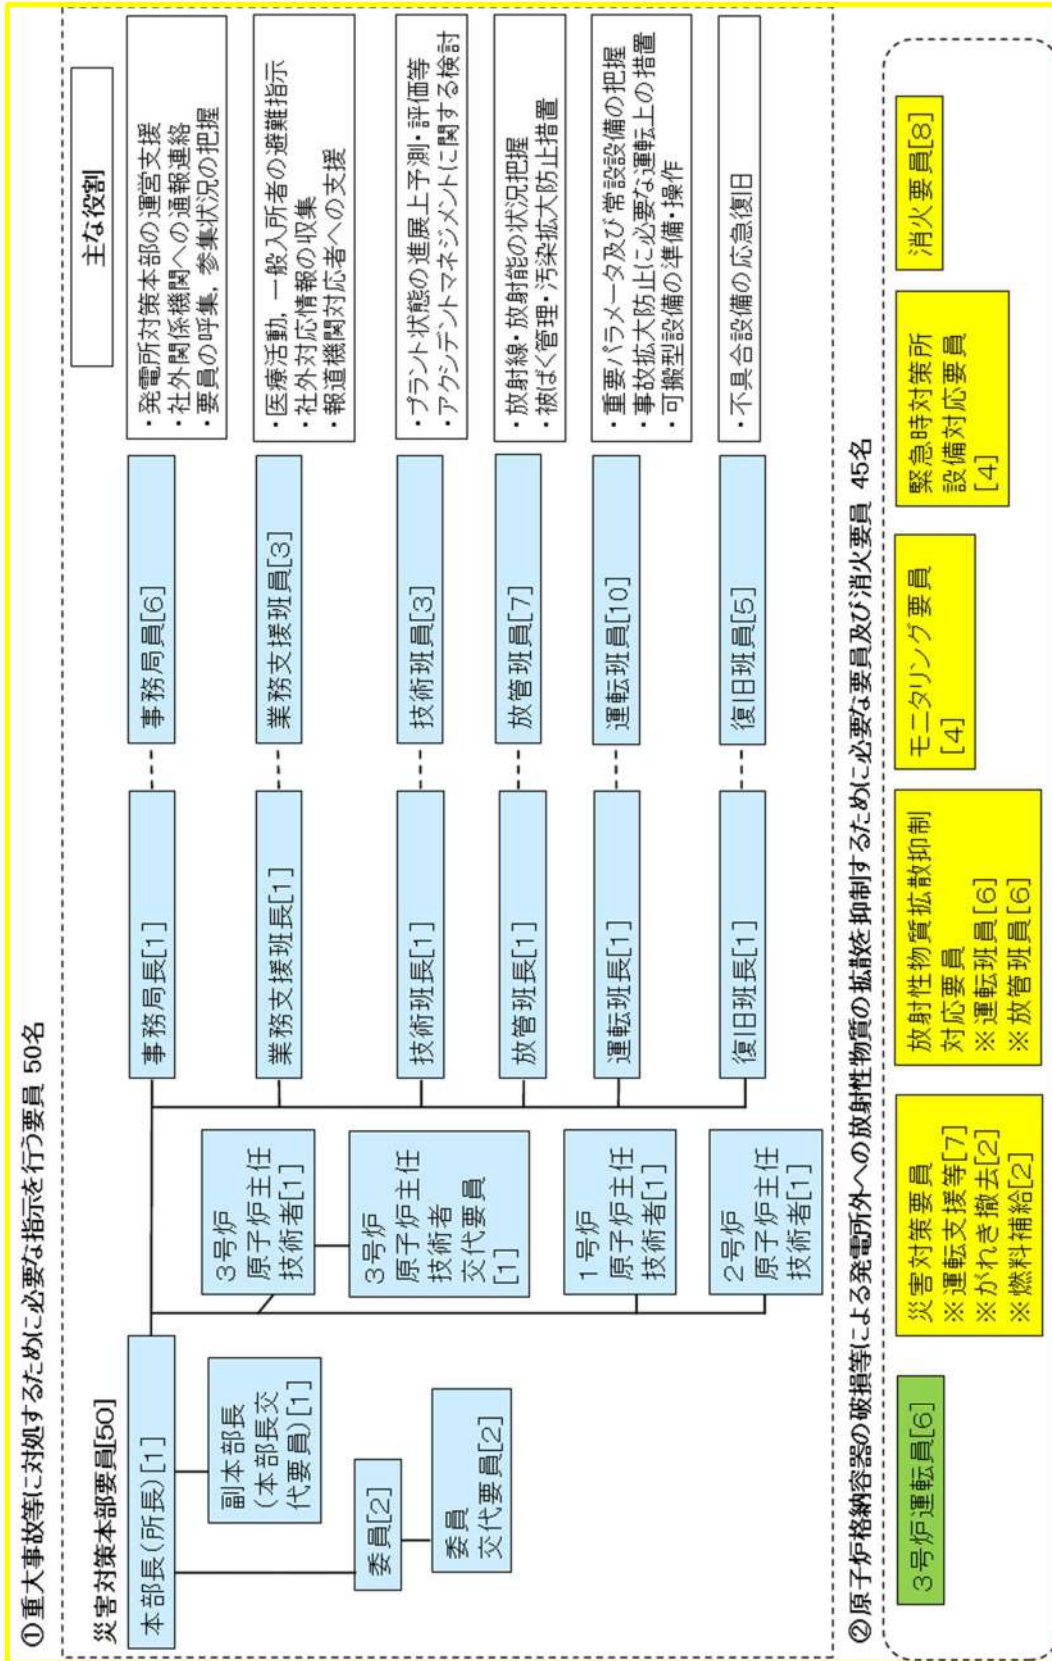 ①重大事故等に対処するために必要な指示を行う要員 50名
災害対策本部要員[50]
本部長(所長)[1]
副本部長
(本部長交
代要員)[1]
委員[2]
委員
交代要員[2]
3号炉
原子炉主任
技術者[1]
3号炉
原子炉主任
技術者
交代要員
[1]
1号炉
原子炉主任
技術者[1]
2号炉
原子炉主任
技術者[1]
主な役割
事務局長[1]
事務局員[6]
・発電所対策本部の運営支援
社外関係機関への通報連絡
・要員の呼集，参集状況の把握
業務支援班長[1]
業務支援班員[3]
・医療活動，一般入所者の避難指示
社外対応情報の収集
・報道機関対応者への支援
技術班長[1]
技術班員[3]
・プラント状態の進展上予測・評価等
アクシデントマネジメントに関する検討
放管班長[1]
放管班員[7]
・放射線・放射能の状況把握
・被ばく管理・汚染拡大防止措置
運転班長[1]
運転班員[10]
・重要パラメータ及び常設設備の把握
事故拡大防止に必要な運転上の措置
・可搬型設備の準備・操作
復旧班長[1]
復旧班員[5]
・不具合設備の応急復旧
②原子炉格納容器の破損等による発電所外への放射性物質の拡散を抑制するために必要な要員及び消火要員 45名
3号炉運転員[6]
災害対策要員
※運転支援等[7]
※がれき撤去[2]
※燃料補給[2]
放射性物質拡散抑制
対応要員
※運転班員[6]
※放管班員[6]
モニタリング要員
[4]
緊急時対策所
設備対応要員
[4]
消火要員[8]